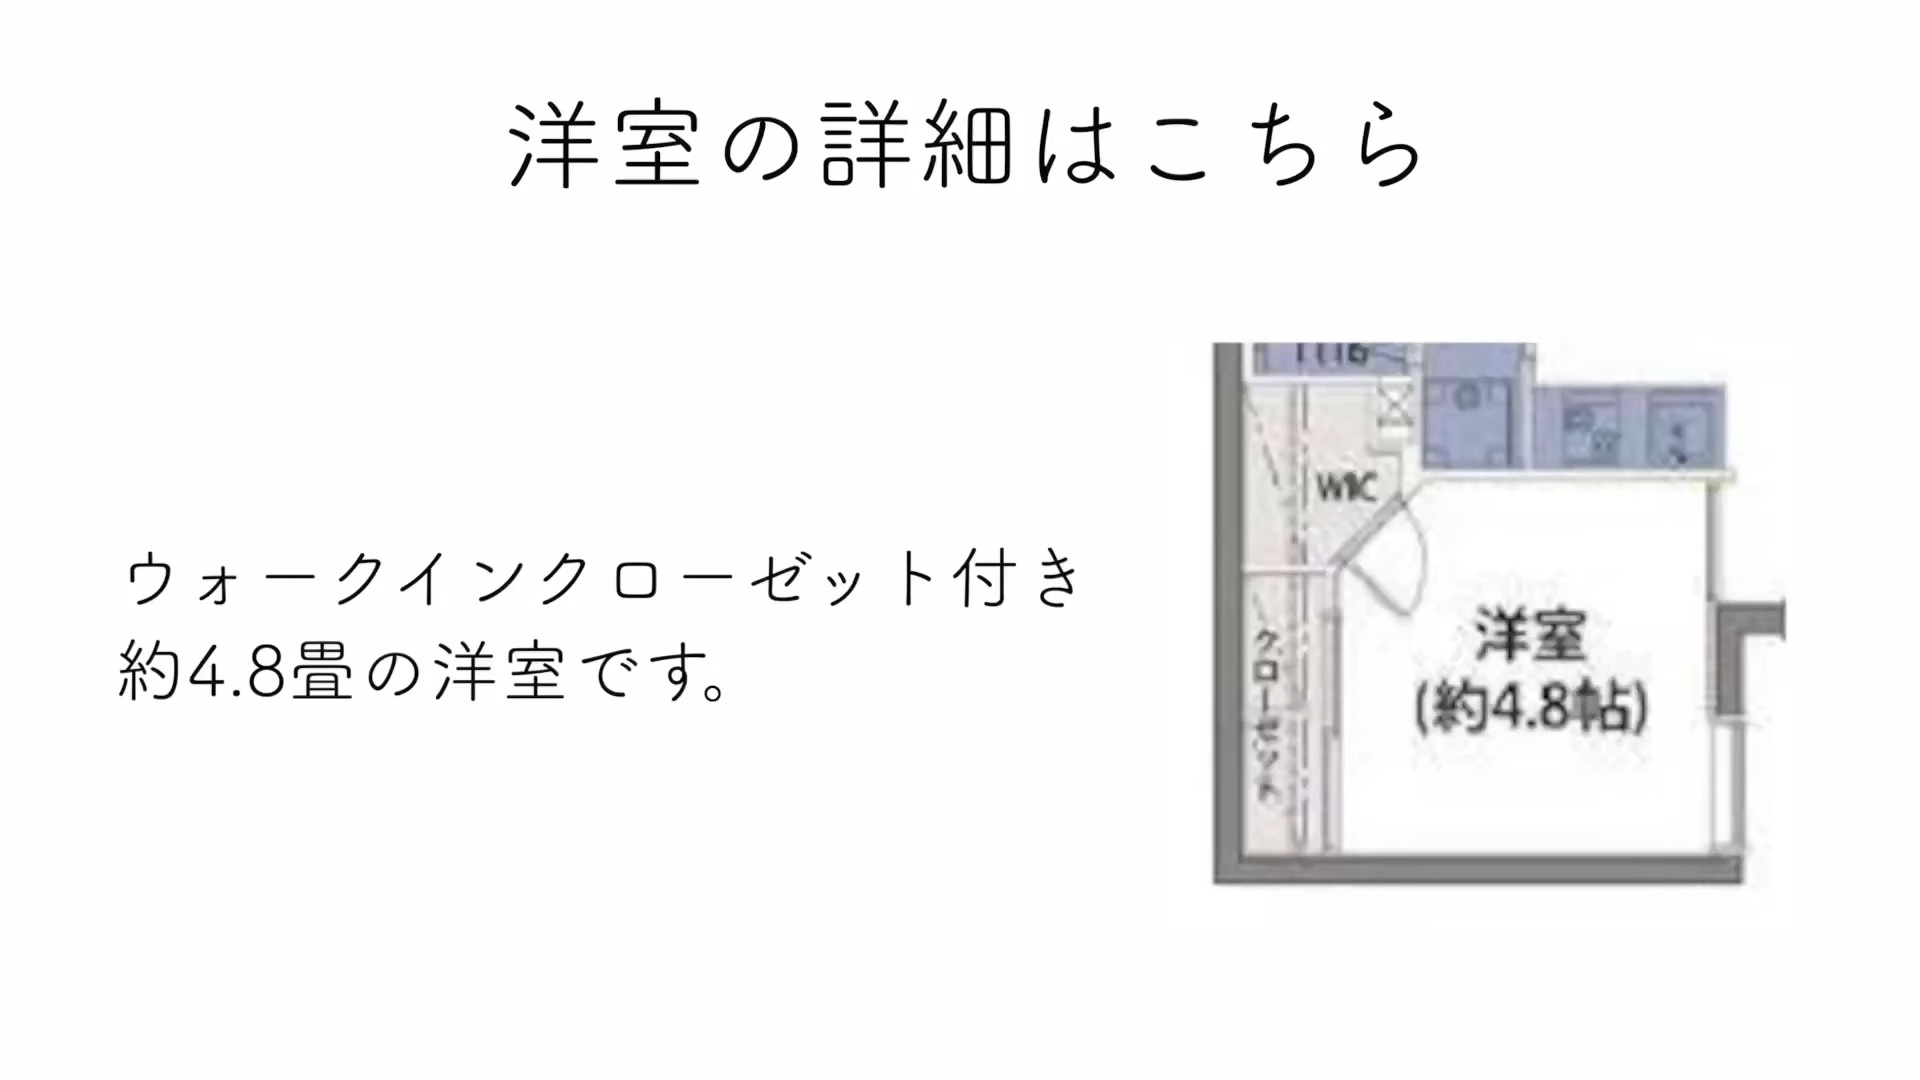 洋室の詳細はこちら
ウォークインクローゼット付き
約4.8畳の洋室です。
WIC
クローゼット
洋室
(約4.8帖)